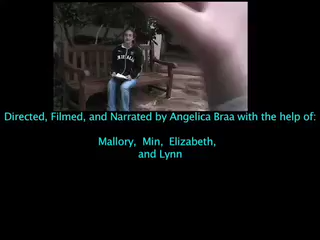 Directed, Filmed, and Narrated by Angelica Braa with the help of:
Mallory, Min, Elizabeth,
and Lynn